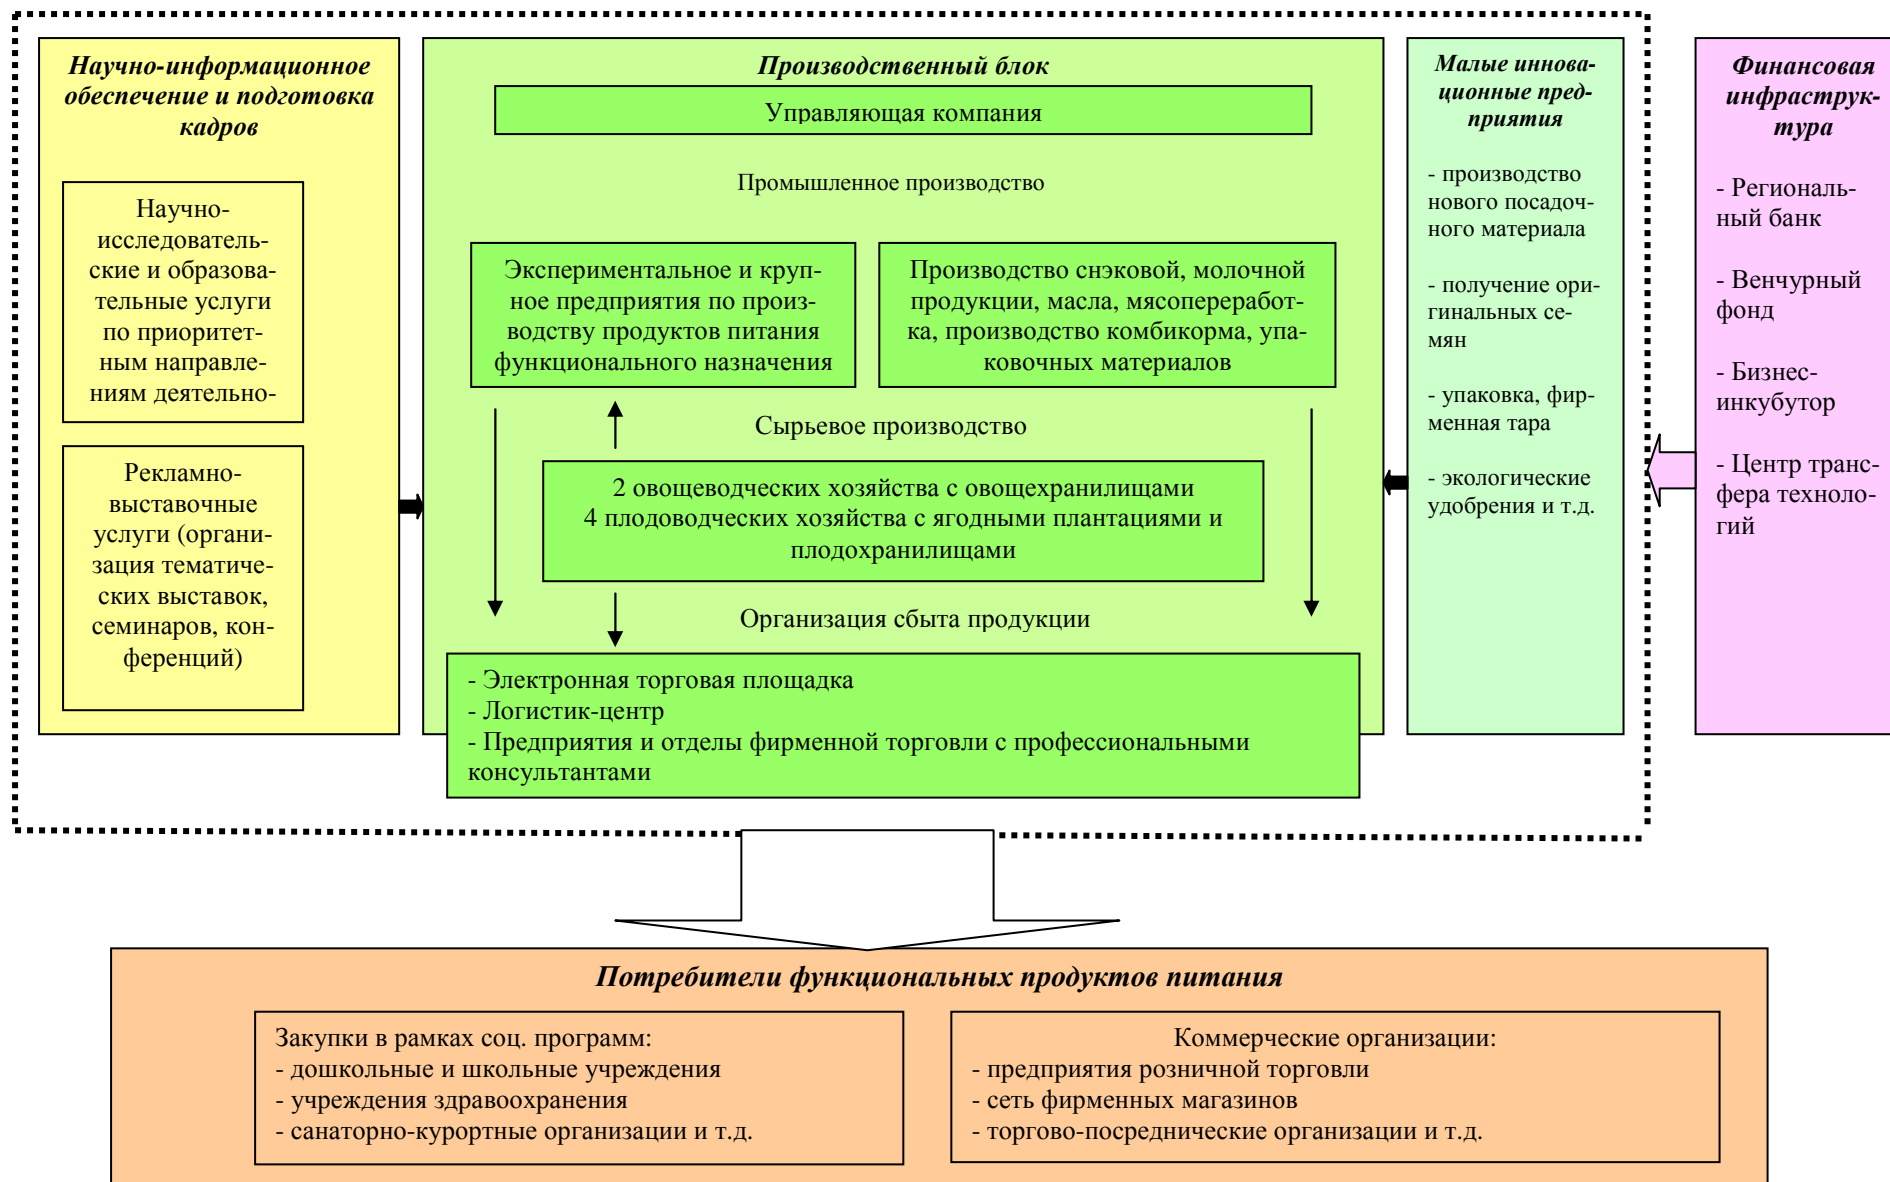 Научно-информационное
обеспечение и подготовка
кадров
Научно-
исследователь-
ские и образова-
тельные услуги
по приоритет-
ным направле-
ниям деятельно-
Рекламно-
выставочные
услуги (органи-
зация тематиче-
ских выставок,
семинаров, кон-
ференций)
Производственный блок
Управляющая компания
Промышленное производство
Экспериментальное и круп-
ное предприятия по произ-
водству продуктов питания
функционального назначения
Производство снэковой, молочной
продукции, масла, мясопереработ-
ка, производство комбикорма, упа-
ковочных материалов
Сырьевое производство
2 овощеводческих хозяйства с овощехранилищами
4 плодоводческих хозяйства с ягодными плантациями и
плодохранилищами
Организация сбыта продукции
- Электронная торговая площадка
- Логистик-центр
- Предприятия и отделы фирменной торговли с профессиональными
консультантами
Малые иннова-
ционные пред-
приятия
- производство
нового посадоч-
ного материала
- получение ори-
гинальных се-
мян
- упаковка, фир-
менная тара
- экологические
удобрения и т.д.
Финансовая
инфраструк-
тура
- Региональ-
ный банк
- Венчурный
фонд
- Бизнес-
инкубутор
- Центр транс-
фера техноло-
гий
Потребители функциональных продуктов питания
Закупки в рамках соц. программ:
- дошкольные и школьные учреждения
- учреждения здравоохранения
- санаторно-курортные организации и т.д.
Коммерческие организации:
- предприятия розничной торговли
- сеть фирменных магазинов
- торгово-посреднические организации и т.д.